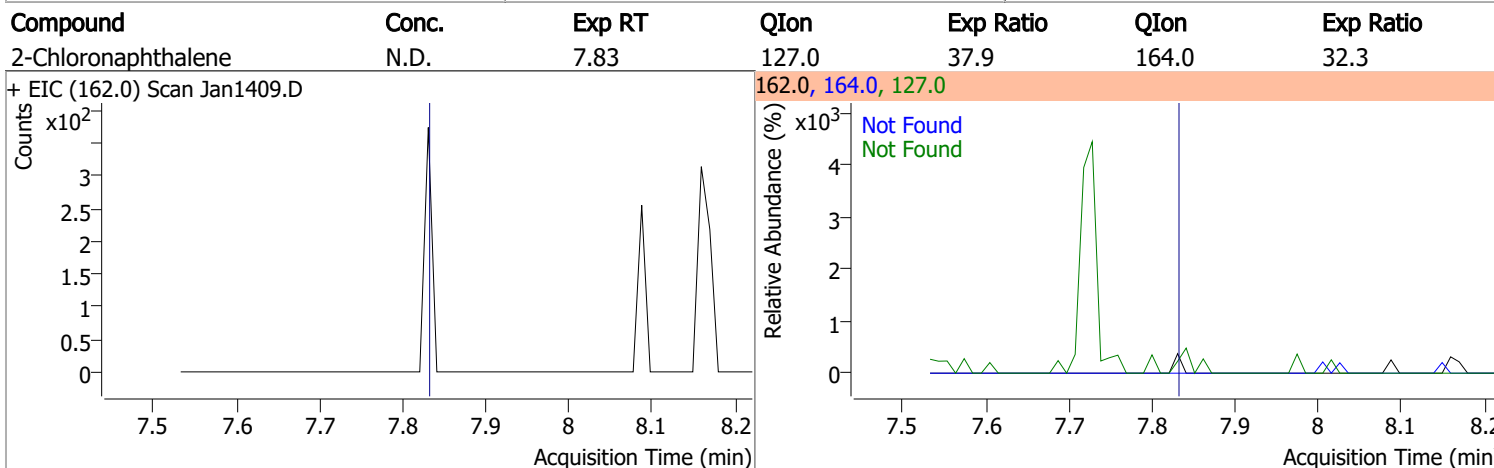 Compound Conc. Exp RT QIon Exp Ratio QIon Exp Ratio
2-Chloronaphthalene N.D. 7.83 127.0 37.9 164.0 32.3
+ EIC (162.0) Scan Jan1409.D
162.0, 164.0, 127.0
Counts
x10²
3
2.5
2
1.5
1
0.5
0
7.5 7.6 7.7 7.8 7.9 8 8.1 8.2
Acquisition Time (min)
Relative Abundance (%)
x10³
Not Found
Not Found
4
3
2
1
0
7.5 7.6 7.7 7.8 7.9 8 8.1 8.2
Acquisition Time (min)